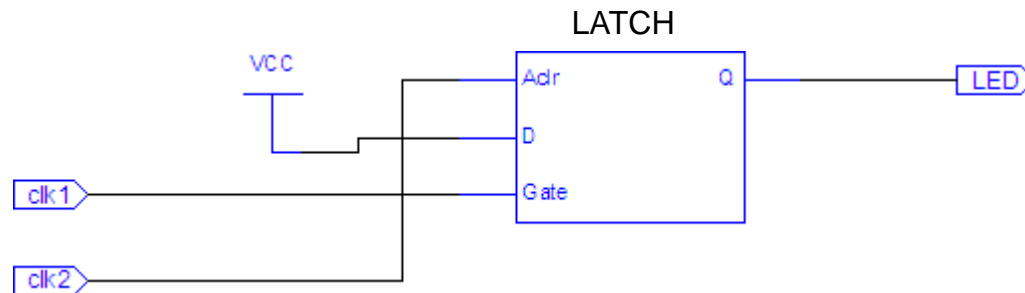 LATCH
VCC
Aclr
Q
LED
D
clk1
Gate
clk2